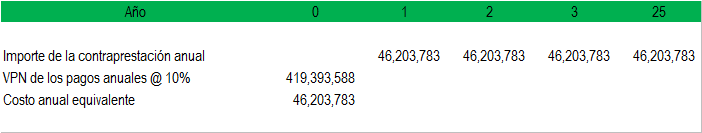 Año 0 1 2 3 25
Importe de la contraprestación anual 46,203,783 46,203,783 46,203,783 46,203,783
VPN de los pagos anuales @ 10% 419,393,588
Costo anual equivalente 46,203,783